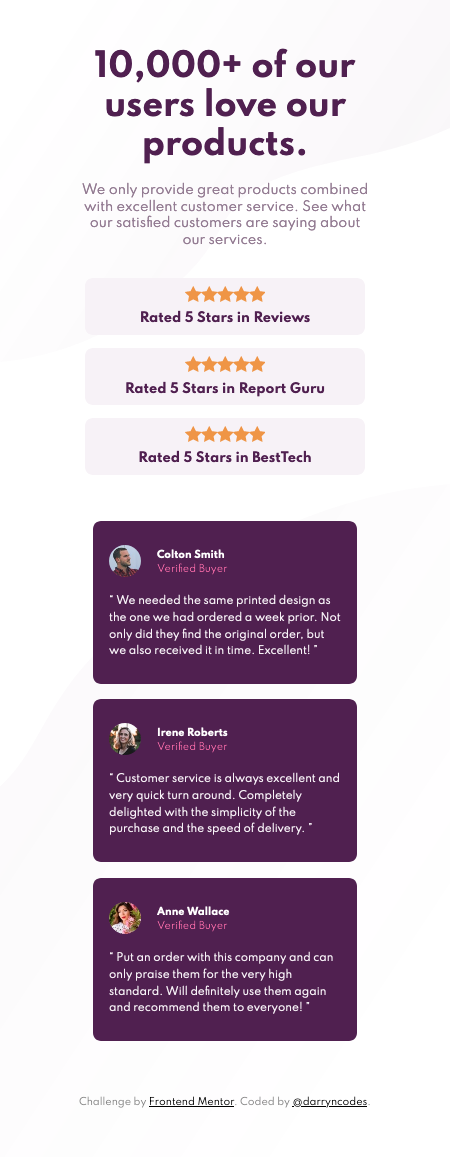 10,000+ of our
users love our
products.
We only provide great products combined
with excellent customer service. See what
our satisfied customers are saying about
our services.
Rated 5 Stars in Reviews
Rated 5 Stars in Report Guru
Rated 5 Stars in BestTech
Colton Smith
Verified Buyer
" We needed the same printed design as
the one we had ordered a week prior. Not
only did they find the original order, but
we also received it in time. Excellent! "
Irene Roberts
Verified Buyer
" Customer service is always excellent and
very quick turn around. Completely
delighted with the simplicity of the
purchase and the speed of delivery. "
Anne Wallace
Verified Buyer
" Put an order with this company and can
only praise them for the very high
standard. Will definitely use them again
and recommend them to everyone! "
Challenge by Frontend Mentor. Coded by @darryncodes.